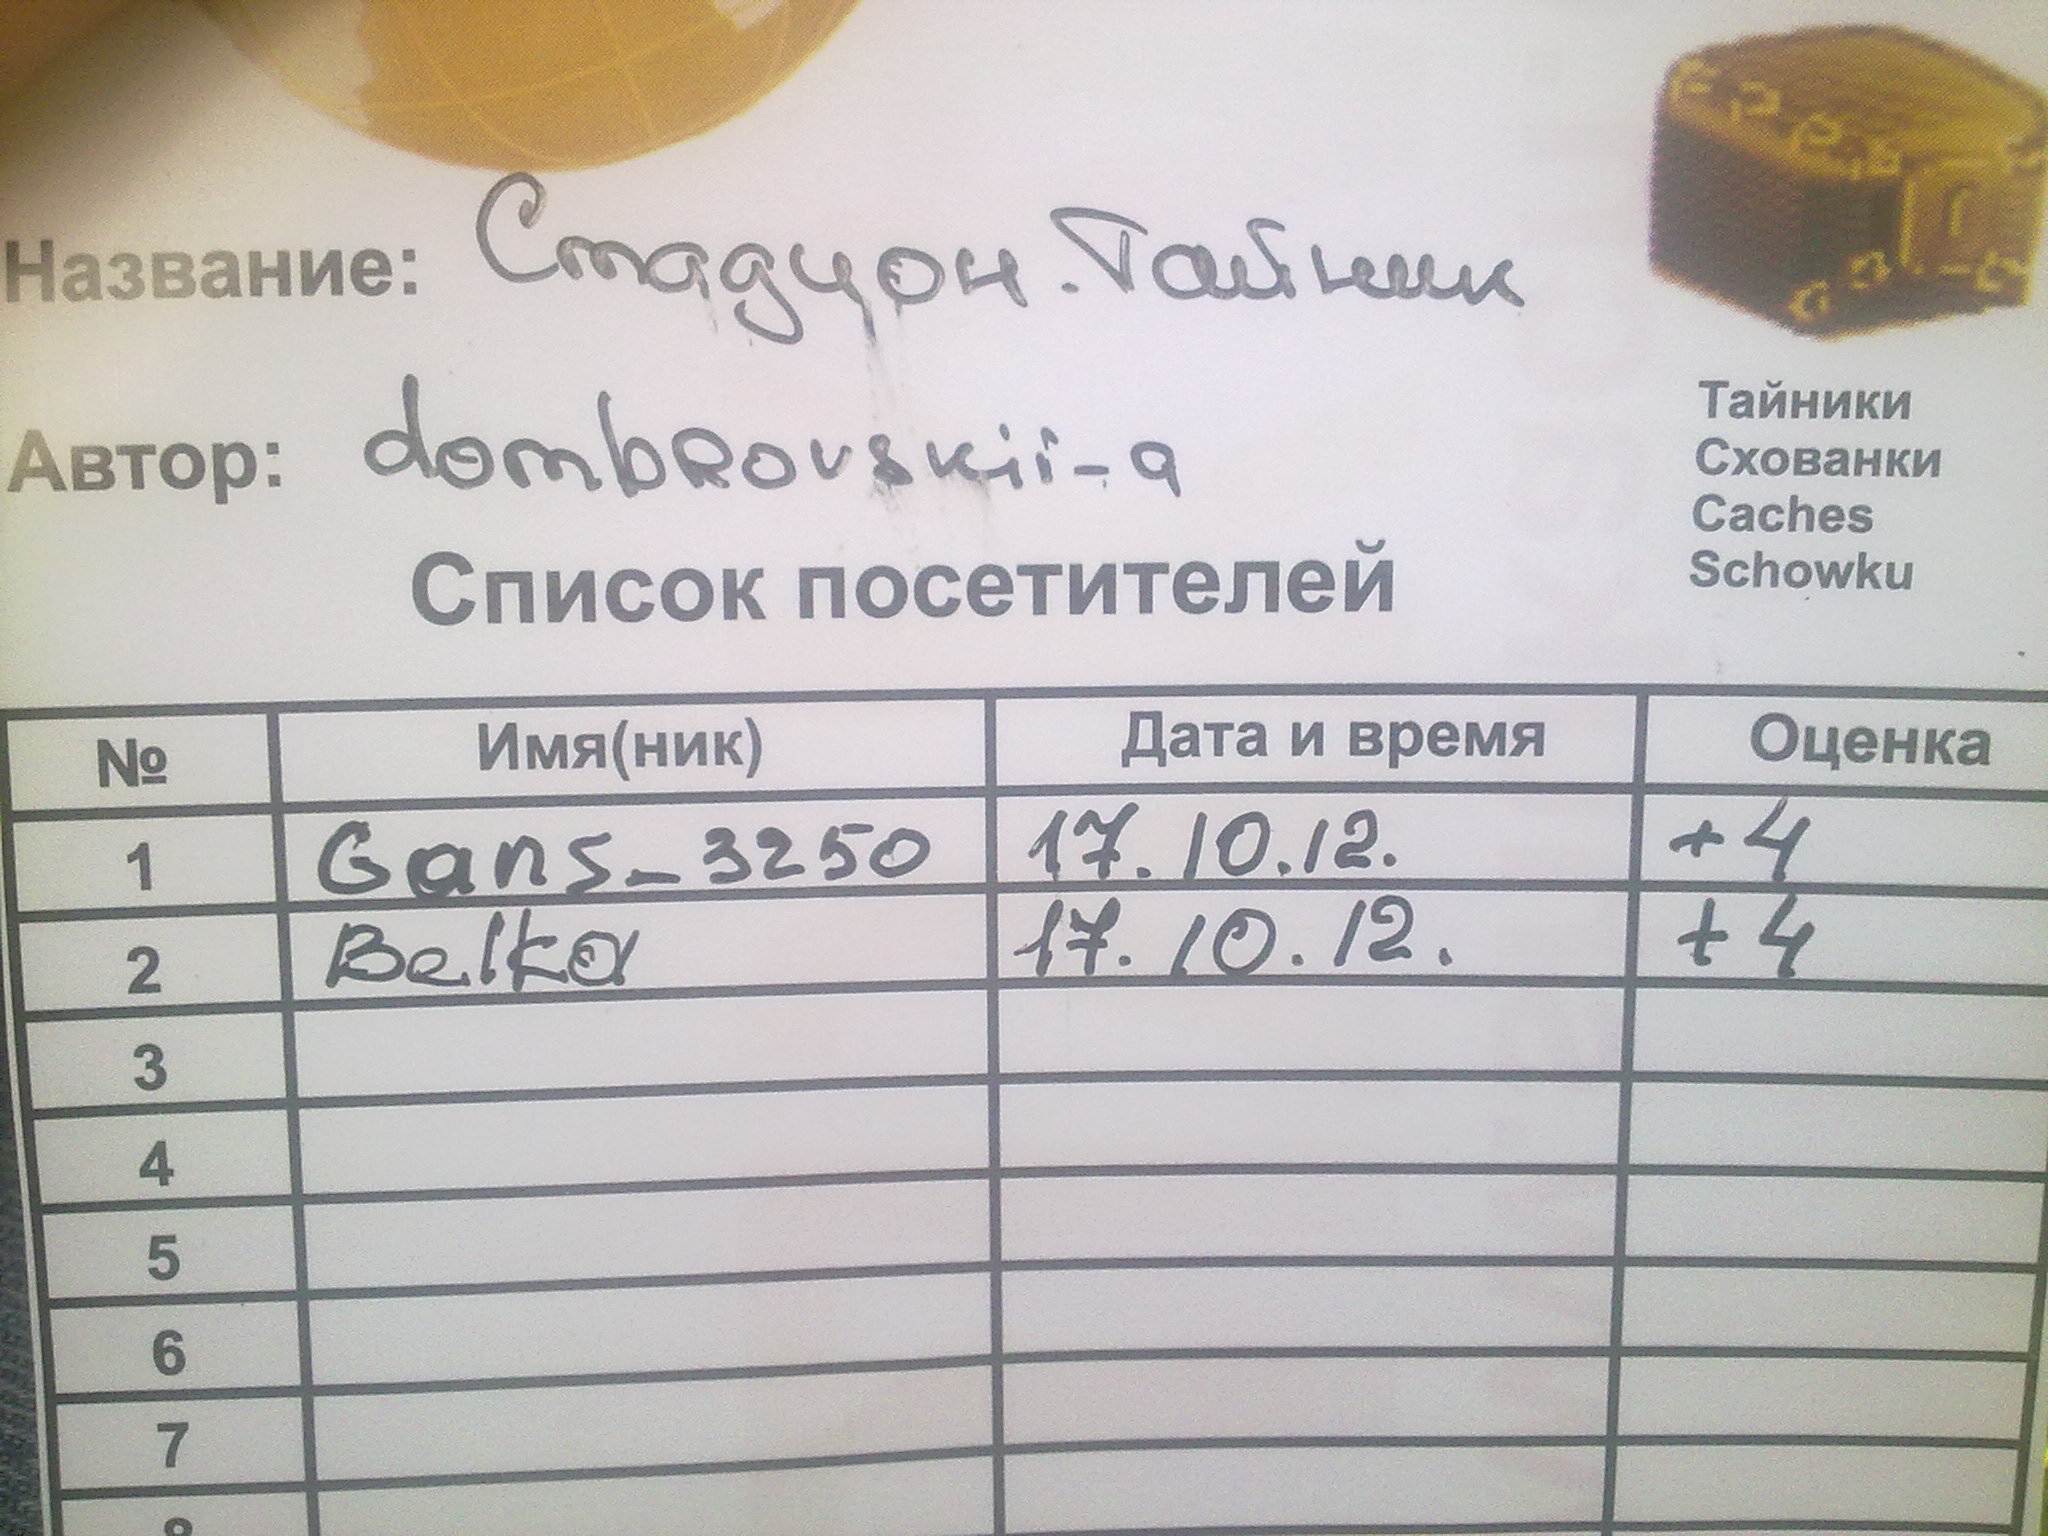 Название: Стадион. Тайник
Автор: dombrovskii-a
Тайники
Схованки
Caches
Schowku
Список посетителей
№ Имя(ник) Дата и время Оценка
1 Gans_3250 17.10.12. +4
2 Belka 17.10.12. +4
3
4
5
6
7
8